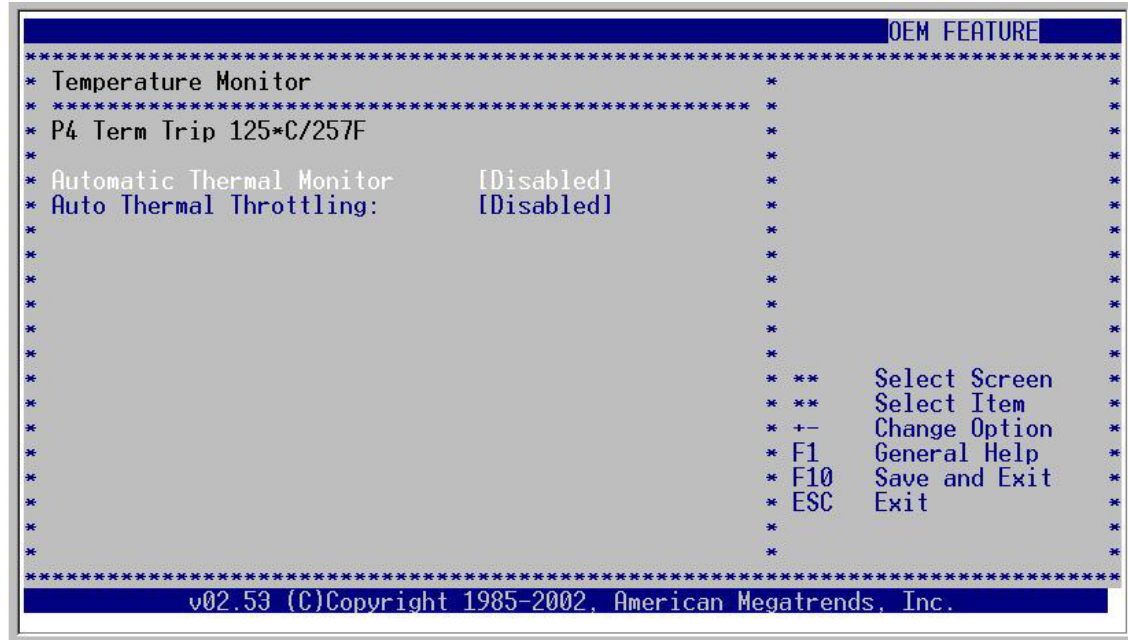 OEM FEATURE
************************************************************************************
* Temperature Monitor * *
* *************************************************** * *
* P4 Term Trip 125*C/257F * *
* * *
* Automatic Thermal Monitor [Disabled] * *
* Auto Thermal Throttling: [Disabled] * *
* * *
* * *
* * *
* * *
* * *
* * *
* * ** Select Screen *
* * ** Select Item *
* * +- Change Option *
* * F1 General Help *
* * F10 Save and Exit *
* * ESC Exit *
* * *
* * *
************************************************************************************
v02.53 (C)Copyright 1985-2002, American Megatrends, Inc.